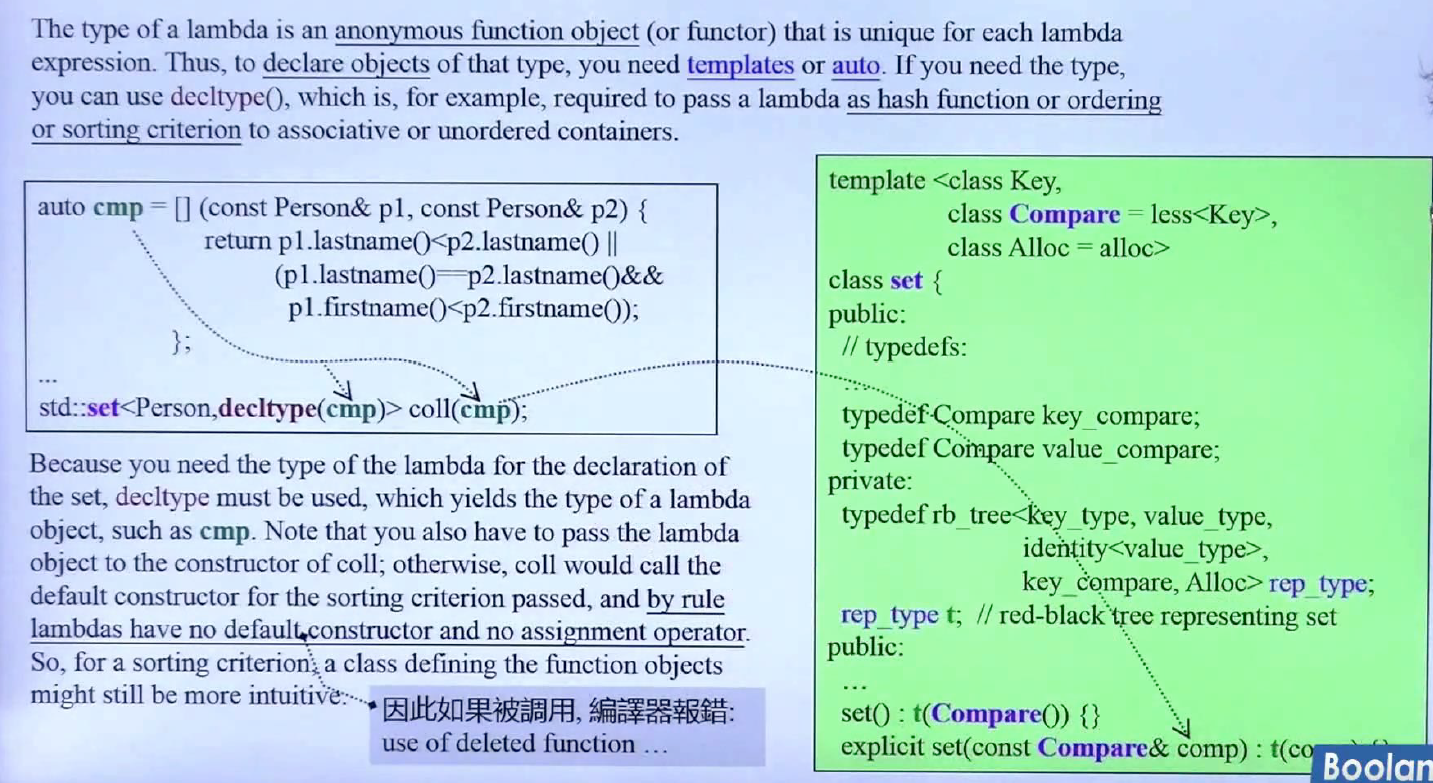 The type of a lambda is an anonymous function object (or functor) that is unique for each lambda
expression. Thus, to declare objects of that type, you need templates or auto. If you need the type,
you can use decltype(), which is, for example, required to pass a lambda as hash function or ordering
or sorting criterion to associative or unordered containers.
auto cmp = [] (const Person& p1, const Person& p2) {
return p1.lastname()<p2.lastname() ||
(p1.lastname()==p2.lastname()&&
p1.firstname()<p2.firstname());
};
...
std::set<Person,decltype(cmp)> coll(cmp);
Because you need the type of the lambda for the declaration of
the set, decltype must be used, which yields the type of a lambda
object, such as cmp. Note that you also have to pass the lambda
object to the constructor of coll; otherwise, coll would call the
default constructor for the sorting criterion passed, and by rule
lambdas have no default constructor and no assignment operator.
So, for a sorting criterion, a class defining the function objects
might still be more intuitive.
因此如果被調用, 編譯器報錯:
use of deleted function ...
template <class Key,
class Compare = less<Key>,
class Alloc = alloc>
class set {
public:
// typedefs:
...
typedef Compare key_compare;
typedef Compare value_compare;
private:
typedef rb_tree<key_type, value_type,
identity<value_type>,
key_compare, Alloc> rep_type;
rep_type t; // red-black tree representing set
public:
...
set() : t(Compare()) {}
explicit set(const Compare& comp) : t(co
Boolan